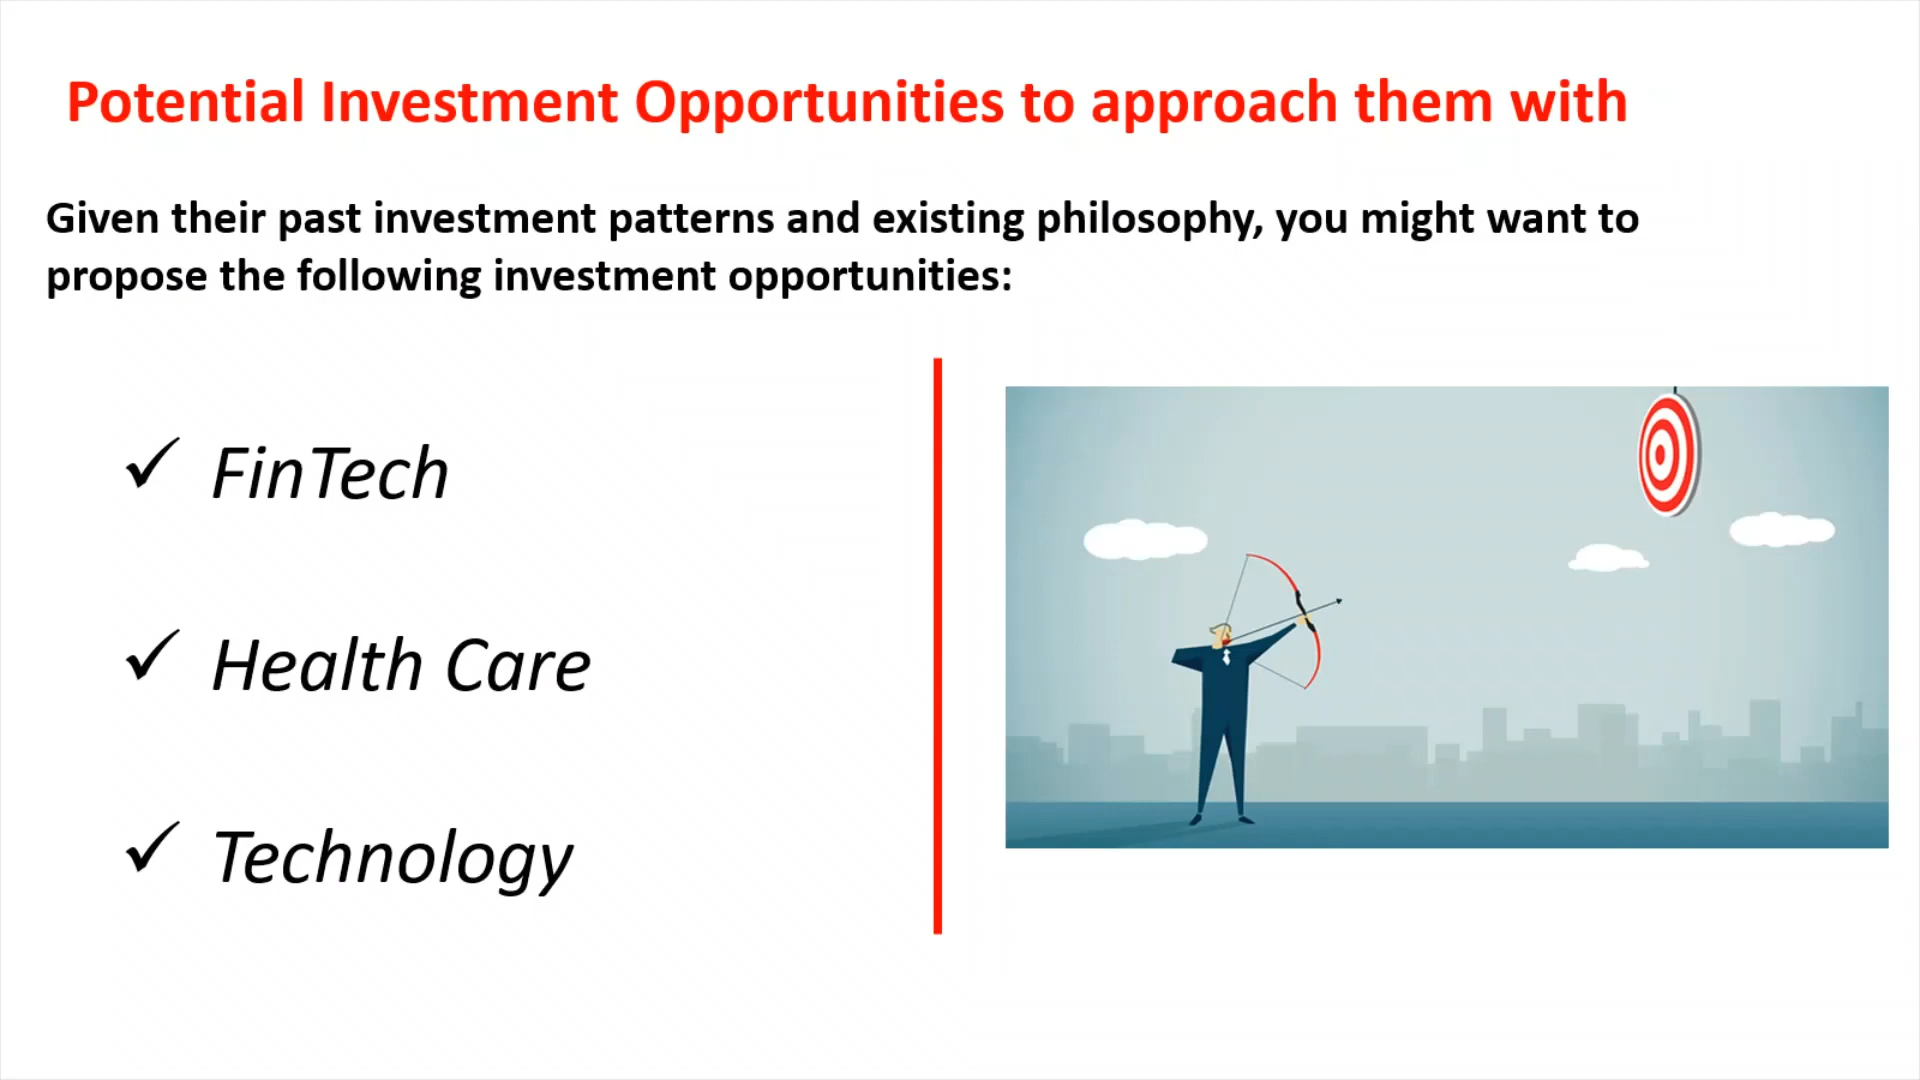 Potential Investment Opportunities to approach them with
Given their past investment patterns and existing philosophy, you might want to
propose the following investment opportunities:
FinTech
Health Care
Technology